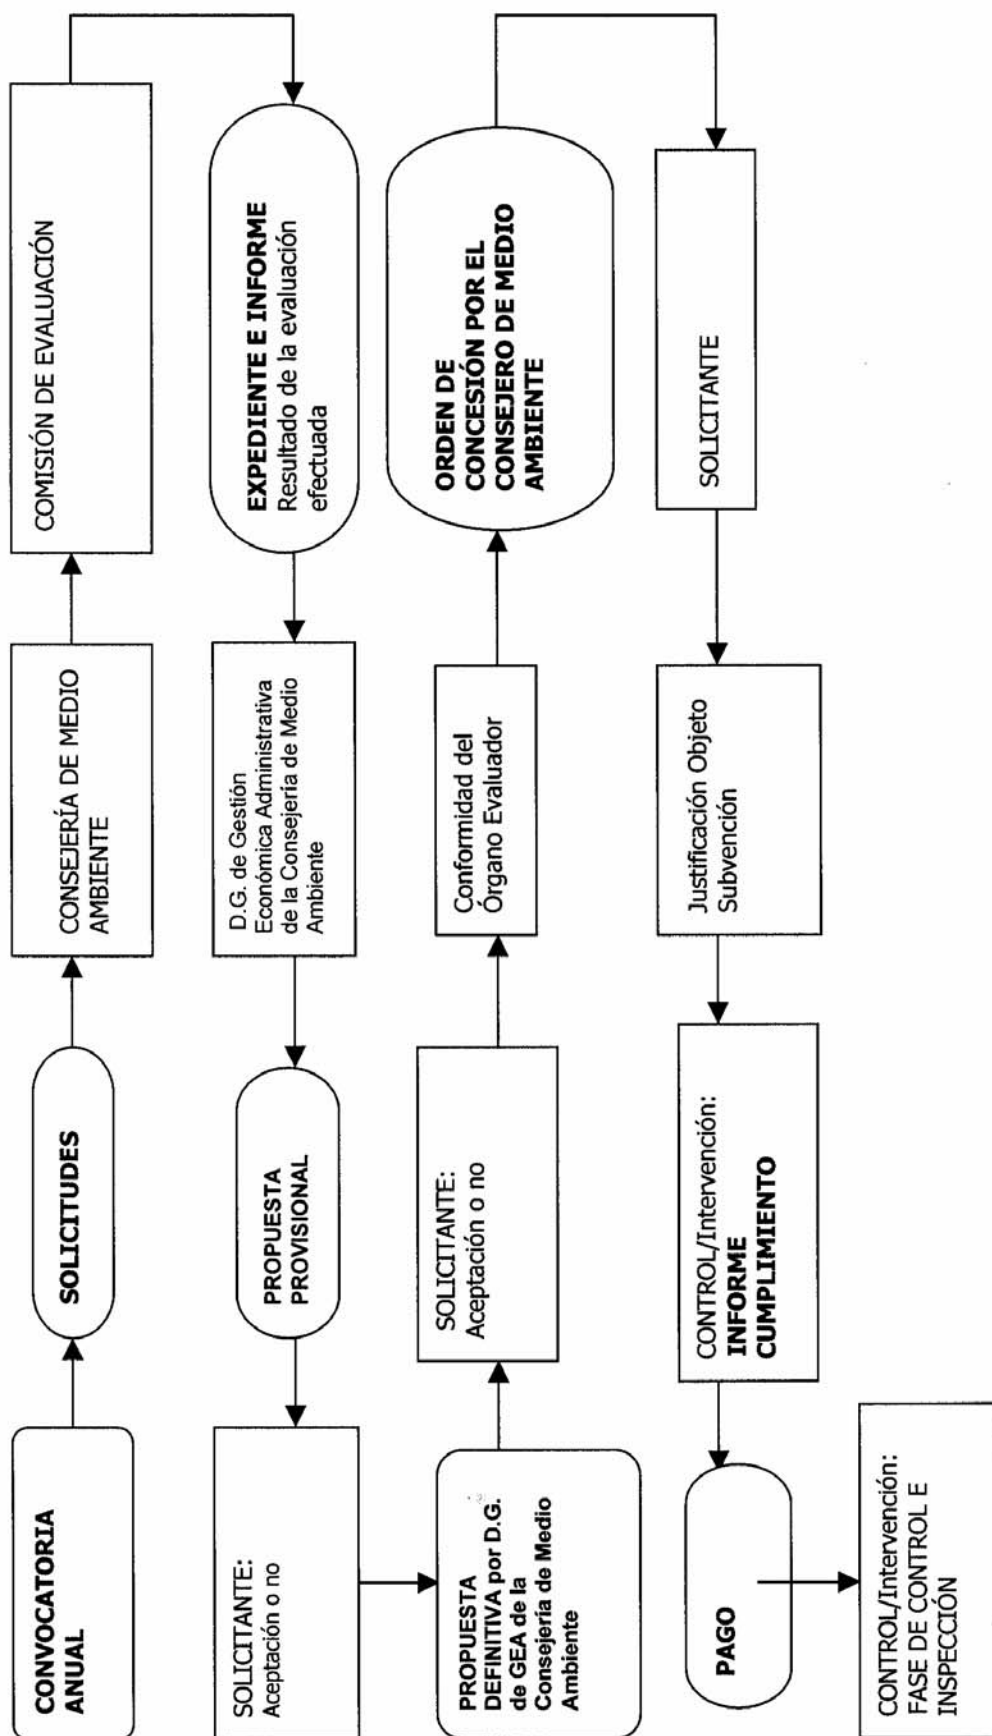 CONVOCATORIA
ANUAL
SOLICITUDES
CONSEJERÍA DE MEDIO
AMBIENTE
COMISIÓN DE EVALUACIÓN
EXPEDIENTE E INFORME
Resultado de la evaluación
efectuada
D.G. de Gestión
Económica Administrativa
de la Consejería de Medio
Ambiente
PROPUESTA
PROVISIONAL
SOLICITANTE:
Aceptación o no
PROPUESTA
DEFINITIVA por D.G.
de GEA de la
Consejería de Medio
Ambiente
SOLICITANTE:
Aceptación o no
Conformidad del
Órgano Evaluador
ORDEN DE
CONCESIÓN POR EL
CONSEJERO DE MEDIO
AMBIENTE
SOLICITANTE
Justificación Objeto
Subvención
CONTROL/Intervención:
INFORME
CUMPLIMIENTO
PAGO
CONTROL/Intervención:
FASE DE CONTROL E
INSPECCIÓN